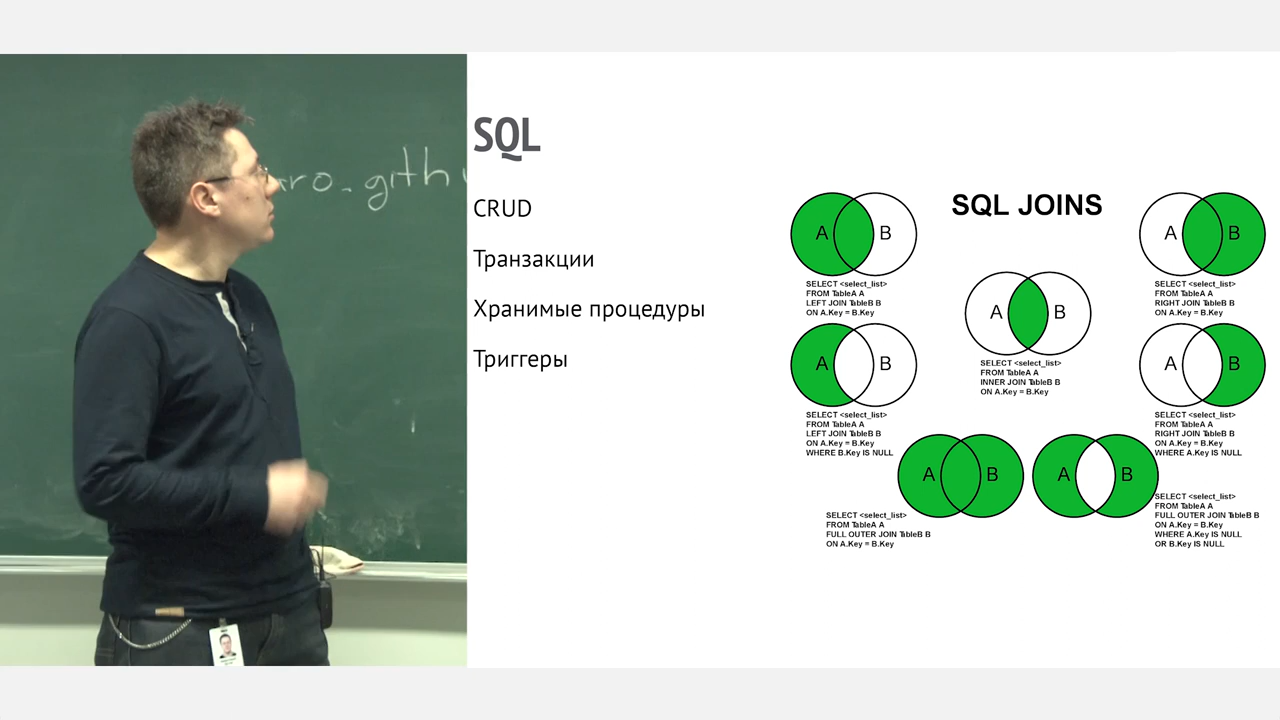 ro.gith
SQL
CRUD
Транзакции
Хранимые процедуры
Триггеры
SQL JOINS
A B
SELECT <select_list>
FROM TableA A
LEFT JOIN TableB B
ON A.Key = B.Key
A B
SELECT <select_list>
FROM TableA A
RIGHT JOIN TableB B
ON A.Key = B.Key
A B
SELECT <select_list>
FROM TableA A
INNER JOIN TableB B
ON A.Key = B.Key
A B
SELECT <select_list>
FROM TableA A
LEFT JOIN TableB B
ON A.Key = B.Key
WHERE B.Key IS NULL
A B
SELECT <select_list>
FROM TableA A
RIGHT JOIN TableB B
ON A.Key = B.Key
WHERE A.Key IS NULL
A B
SELECT <select_list>
FROM TableA A
FULL OUTER JOIN TableB B
ON A.Key = B.Key
A B
SELECT <select_list>
FROM TableA A
FULL OUTER JOIN TableB B
ON A.Key = B.Key
WHERE A.Key IS NULL
OR B.Key IS NULL